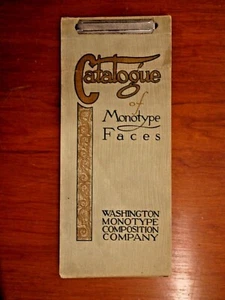 Catalogue
of
Monotype
Faces
WASHINGTON
MONOTYPE
COMPOSITION
COMPANY